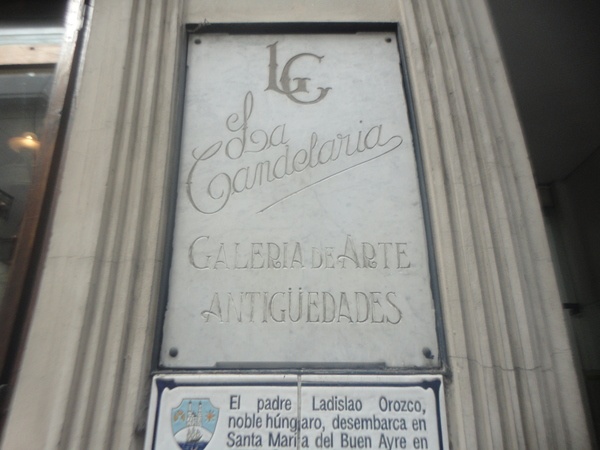 LGC
La
Candelaria
GALERIA DE ARTE
ANTIGÜEDADES
El padre Ladislao Orozco,
noble húngaro, desembarca en
Santa María del Buen Ayre en